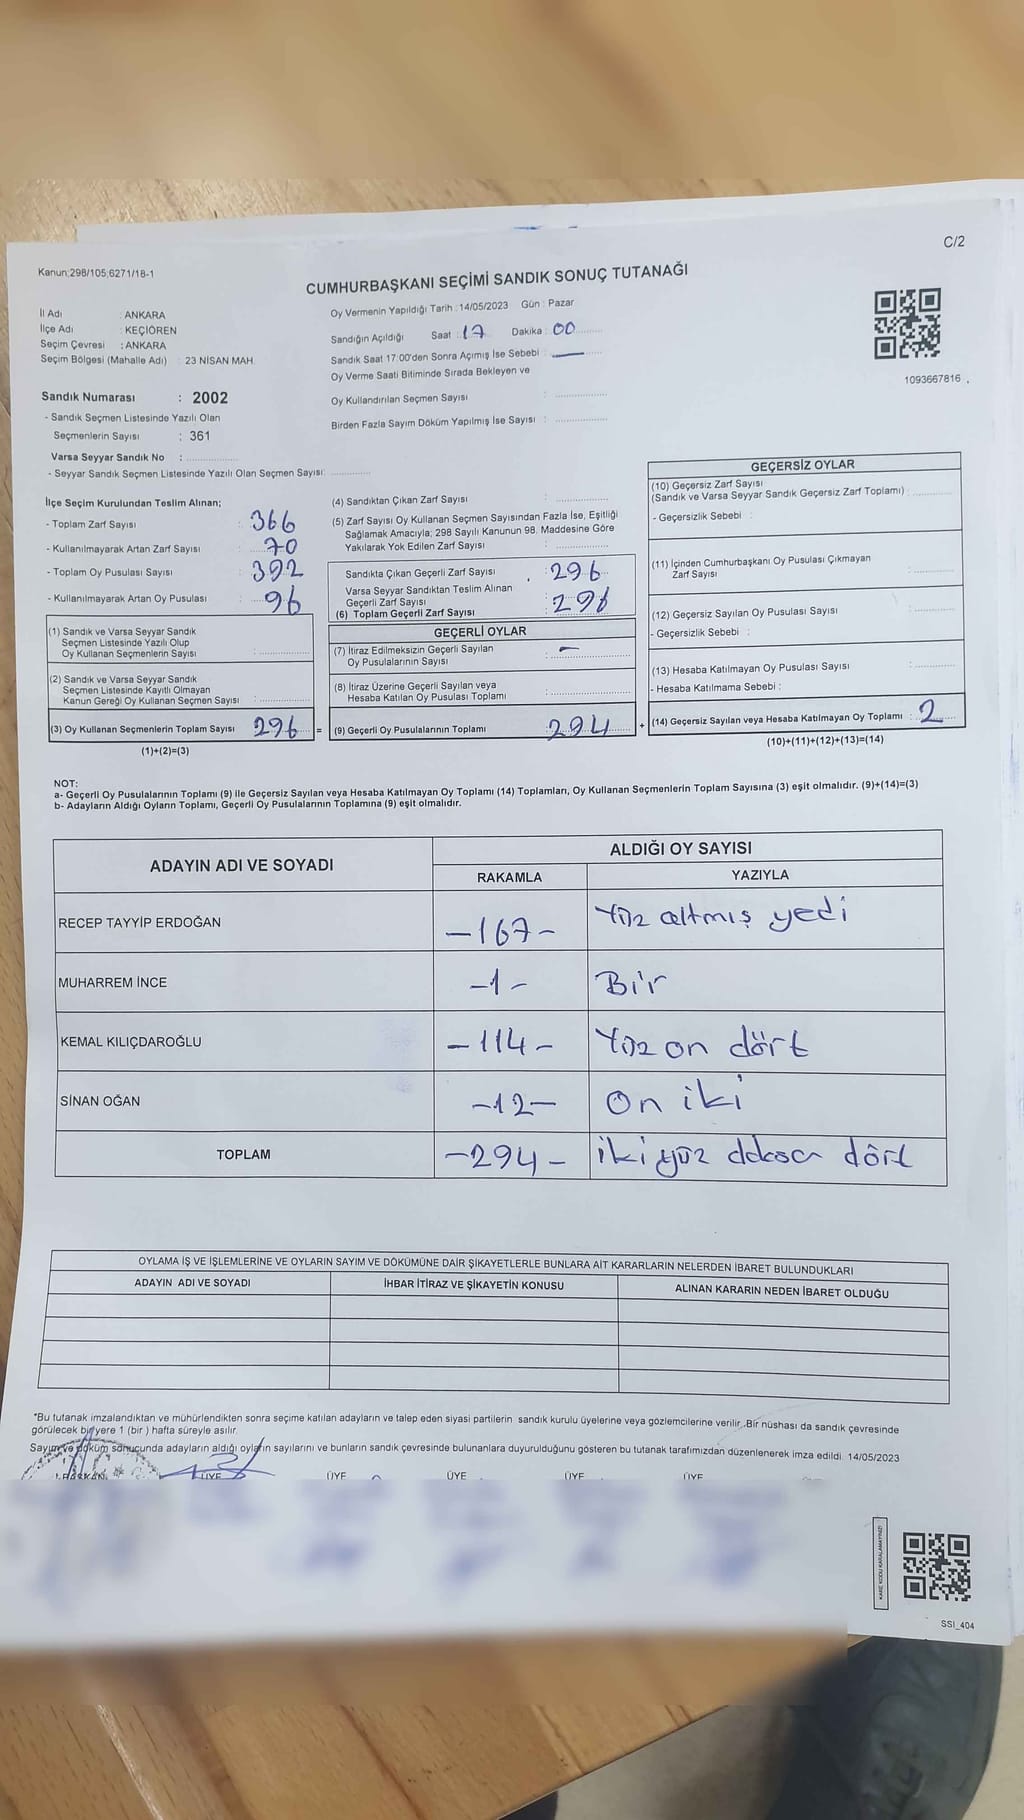 C/2
Kanun:298/105;6271/18-1
CUMHURBAŞKANI SEÇİMİ SANDIK SONUÇ TUTANAĞI
İl Adı : ANKARA
İlçe Adı : KEÇİÖREN
Seçim Çevresi : ANKARA
Seçim Bölgesi (Mahalle Adı) : 23 NİSAN MAH.
Oy Vermenin Yapıldığı Tarih : 14/05/2023 Gün : Pazar
Sandığın Açıldığı Saat : 17 Dakika : 00
Sandık Saat 17:00'den Sonra Açımış İse Sebebi : —
Oy Verme Saati Bitiminde Sırada Bekleyen ve
Oy Kullandırılan Seçmen Sayısı :
Birden Fazla Sayım Döküm Yapılmış İse Sayısı :
1093667816
Sandık Numarası : 2002
- Sandık Seçmen Listesinde Yazılı Olan
Seçmenlerin Sayısı : 361
Varsa Seyyar Sandık No :
- Seyyar Sandık Seçmen Listesinde Yazılı Olan Seçmen Sayısı:
İlçe Seçim Kurulundan Teslim Alınan;
- Toplam Zarf Sayısı : 366
- Kullanılmayarak Artan Zarf Sayısı : 70
- Toplam Oy Pusulası Sayısı : 392
- Kullanılmayarak Artan Oy Pusulası : 96
(1) Sandık ve Varsa Seyyar Sandık
Seçmen Listesinde Yazılı Olup
Oy Kullanan Seçmenlerin Sayısı :
(2) Sandık ve Varsa Seyyar Sandık
Seçmen Listesinde Kayıtlı Olmayan
Kanun Gereği Oy Kullanan Seçmen Sayısı :
(3) Oy Kullanan Seçmenlerin Toplam Sayısı 296 =
(1)+(2)=(3)
(4) Sandıktan Çıkan Zarf Sayısı :
(5) Zarf Sayısı Oy Kullanan Seçmen Sayısından Fazla İse, Eşitliği
Sağlamak Amacıyla; 298 Sayılı Kanunun 98. Maddesine Göre
Yakılarak Yok Edilen Zarf Sayısı :
Sandıkta Çıkan Geçerli Zarf Sayısı : 296
Varsa Seyyar Sandıktan Teslim Alınan
Geçerli Zarf Sayısı :
(6) Toplam Geçerli Zarf Sayısı : 296
GEÇERLİ OYLAR
(7) İtiraz Edilmeksizin Geçerli Sayılan
Oy Pusulalarının Sayısı : —
(8) İtiraz Üzerine Geçerli Sayılan veya
Hesaba Katılan Oy Pusulası Toplamı :
(9) Geçerli Oy Pusulalarının Toplamı : 294 +
GEÇERSİZ OYLAR
(10) Geçersiz Zarf Sayısı
(Sandık ve Varsa Seyyar Sandık Geçersiz Zarf Toplamı) :
- Geçersizlik Sebebi :
(11) İçinden Cumhurbaşkanı Oy Pusulası Çıkmayan
Zarf Sayısı :
(12) Geçersiz Sayılan Oy Pusulası Sayısı :
- Geçersizlik Sebebi :
(13) Hesaba Katılmayan Oy Pusulası Sayısı :
- Hesaba Katılmama Sebebi :
(14) Geçersiz Sayılan veya Hesaba Katılmayan Oy Toplamı : 2
(10)+(11)+(12)+(13)=(14)
NOT:
a- Geçerli Oy Pusulalarının Toplamı (9) ile Geçersiz Sayılan veya Hesaba Katılmayan Oy Toplamı (14) Toplamları, Oy Kullanan Seçmenlerin Toplam Sayısına (3) eşit olmalıdır. (9)+(14)=(3)
b- Adayların Aldığı Oyların Toplamı, Geçerli Oy Pusulalarının Toplamına (9) eşit olmalıdır.
ADAYIN ADI VE SOYADI ALDIĞI OY SAYISI
RAKAMLA YAZIYLA
RECEP TAYYİP ERDOĞAN -167- Yüz altmış yedi
MUHARREM İNCE -1- Bir
KEMAL KILIÇDAROĞLU -114- Yüz on dört
SİNAN OĞAN -12- On iki
TOPLAM -294- iki yüz doksan dört
OYLAMA İŞ VE İŞLEMLERİNE VE OYLARIN SAYIM VE DÖKÜMÜNE DAİR ŞİKAYETLERLE BUNLARA AİT KARARLARIN NELERDEN İBARET BULUNDUKLARI
ADAYIN ADI VE SOYADI İHBAR İTİRAZ VE ŞİKAYETİN KONUSU ALINAN KARARIN NEDEN İBARET OLDUĞU
*Bu tutanak imzalandıktan ve mühürlendikten sonra seçime katılan adayların ve talep eden siyasi partilerin sandık kurulu üyelerine veya gözlemcilerine verilir. Bir nüshası da sandık çevresinde
görülecek bir yere 1 (bir ) hafta süreyle asılır.
Sayım ve döküm sonucunda adayların aldığı oyların sayılarını ve bunların sandık çevresinde bulunanlara duyurulduğunu gösteren bu tutanak tarafımızdan düzenlenerek imza edildi. 14/05/2023
BAŞKAN ÜYE ÜYE ÜYE ÜYE ÜYE
KARE KODU KARALAMAYINIZ!
SSI_404